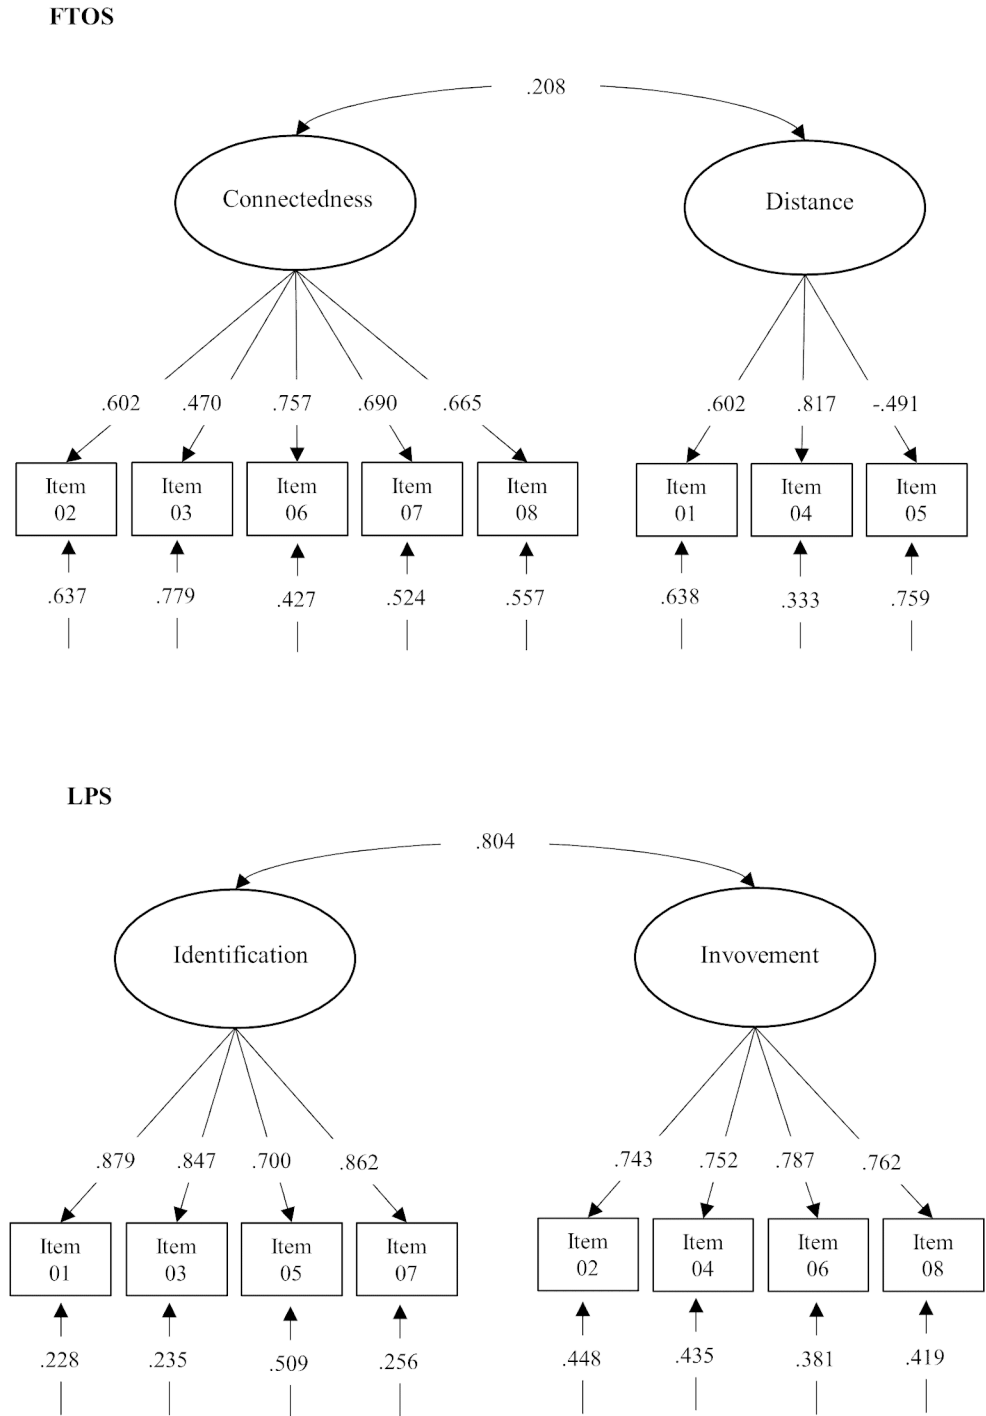 FTOS
.208
Connectedness
Distance
.602 .470 .757 .690 .665
.602 .817 -.491
Item
02
Item
03
Item
06
Item
07
Item
08
Item
01
Item
04
Item
05
.637 .779 .427 .524 .557
.638 .333 .759
LPS
.804
Identification
Invovement
.879 .847 .700 .862
.743 .752 .787 .762
Item
01
Item
03
Item
05
Item
07
Item
02
Item
04
Item
06
Item
08
.228 .235 .509 .256
.448 .435 .381 .419